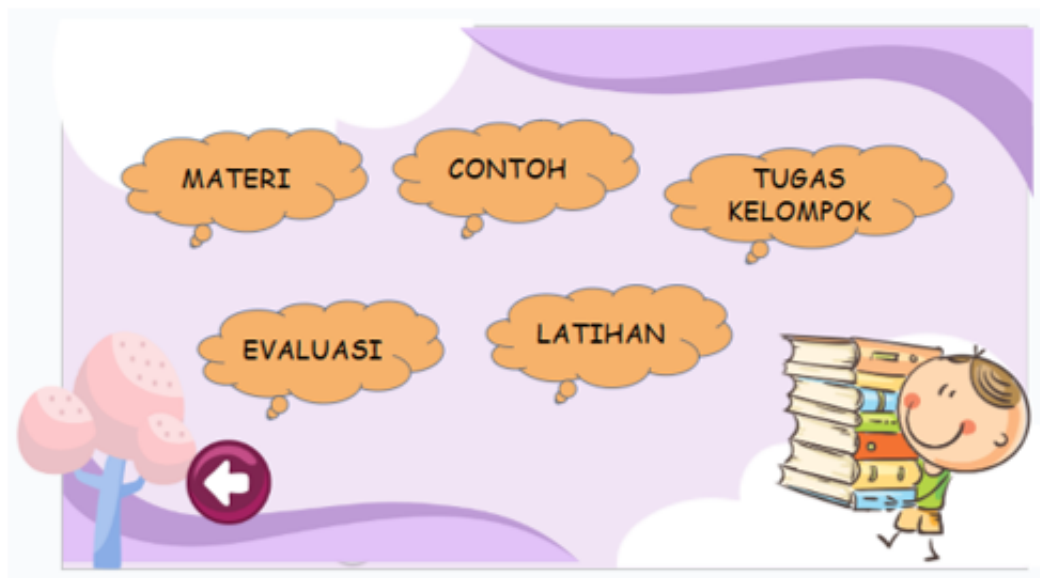 MATERI
CONTOH
TUGAS
KELOMPOK
EVALUASI
LATIHAN